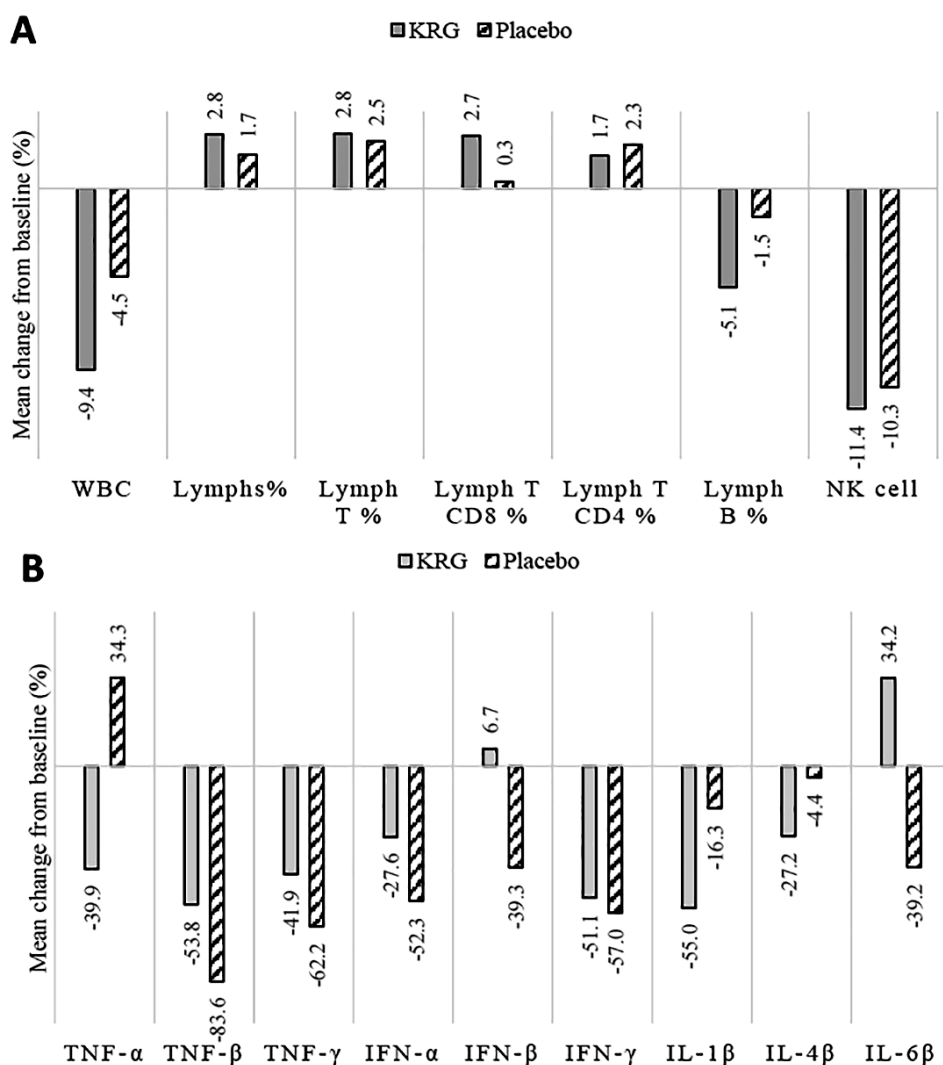 A
KRG Placebo
Mean change from baseline (%)
-9.4
-4.5
2.8
1.7
2.8
2.5
2.7
0.3
1.7
2.3
-5.1
-1.5
-11.4
-10.3
WBC
Lymphs%
Lymph
T %
Lymph T
CD8 %
Lymph T
CD4 %
Lymph
B %
NK cell
B
KRG Placebo
Mean change from baseline (%)
-39.9
34.3
-53.8
-83.6
-41.9
-62.2
-27.6
-52.3
6.7
-39.3
-51.1
-57.0
-55.0
-16.3
-27.2
-4.4
34.2
-39.2
TNF-α
TNF-β
TNF-γ
IFN-α
IFN-β
IFN-γ
IL-1β
IL-4β
IL-6β